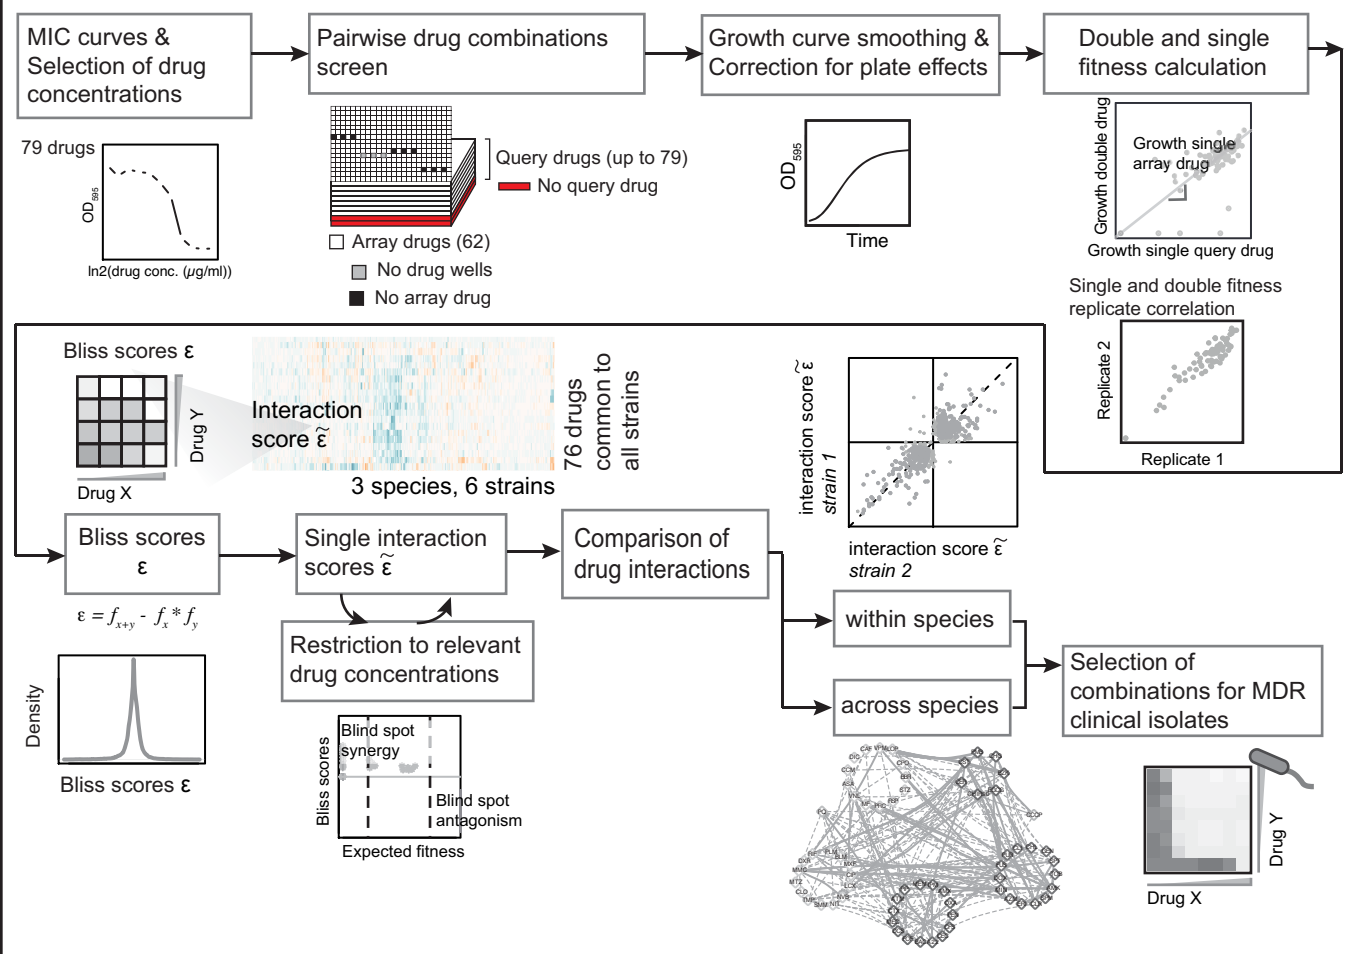 MIC curves &
Selection of drug
concentrations
Pairwise drug combinations
screen
Growth curve smoothing &
Correction for plate effects
Double and single
fitness calculation
79 drugs
OD595
ln2(drug conc. (µg/ml))
Query drugs (up to 79)
No query drug
Array drugs (62)
No drug wells
No array drug
OD595
Time
Growth double drug
Growth single
array drug
Growth single query drug
Single and double fitness
replicate correlation
Replicate 2
Replicate 1
Bliss scores ε
Drug Y
Drug X
Interaction
score ε̃
76 drugs
common to
all strains
3 species, 6 strains
interaction score ε̃
strain 1
interaction score ε̃
strain 2
Bliss scores
ε
Single interaction
scores ε̃
Comparison of
drug interactions
ε = fx+y - fx * fy
Restriction to relevant
drug concentrations
within species
across species
Selection of
combinations for MDR
clinical isolates
Density
Bliss scores ε
Bliss scores
Blind spot
synergy
Blind spot
antagonism
Expected fitness
Drug Y
Drug X